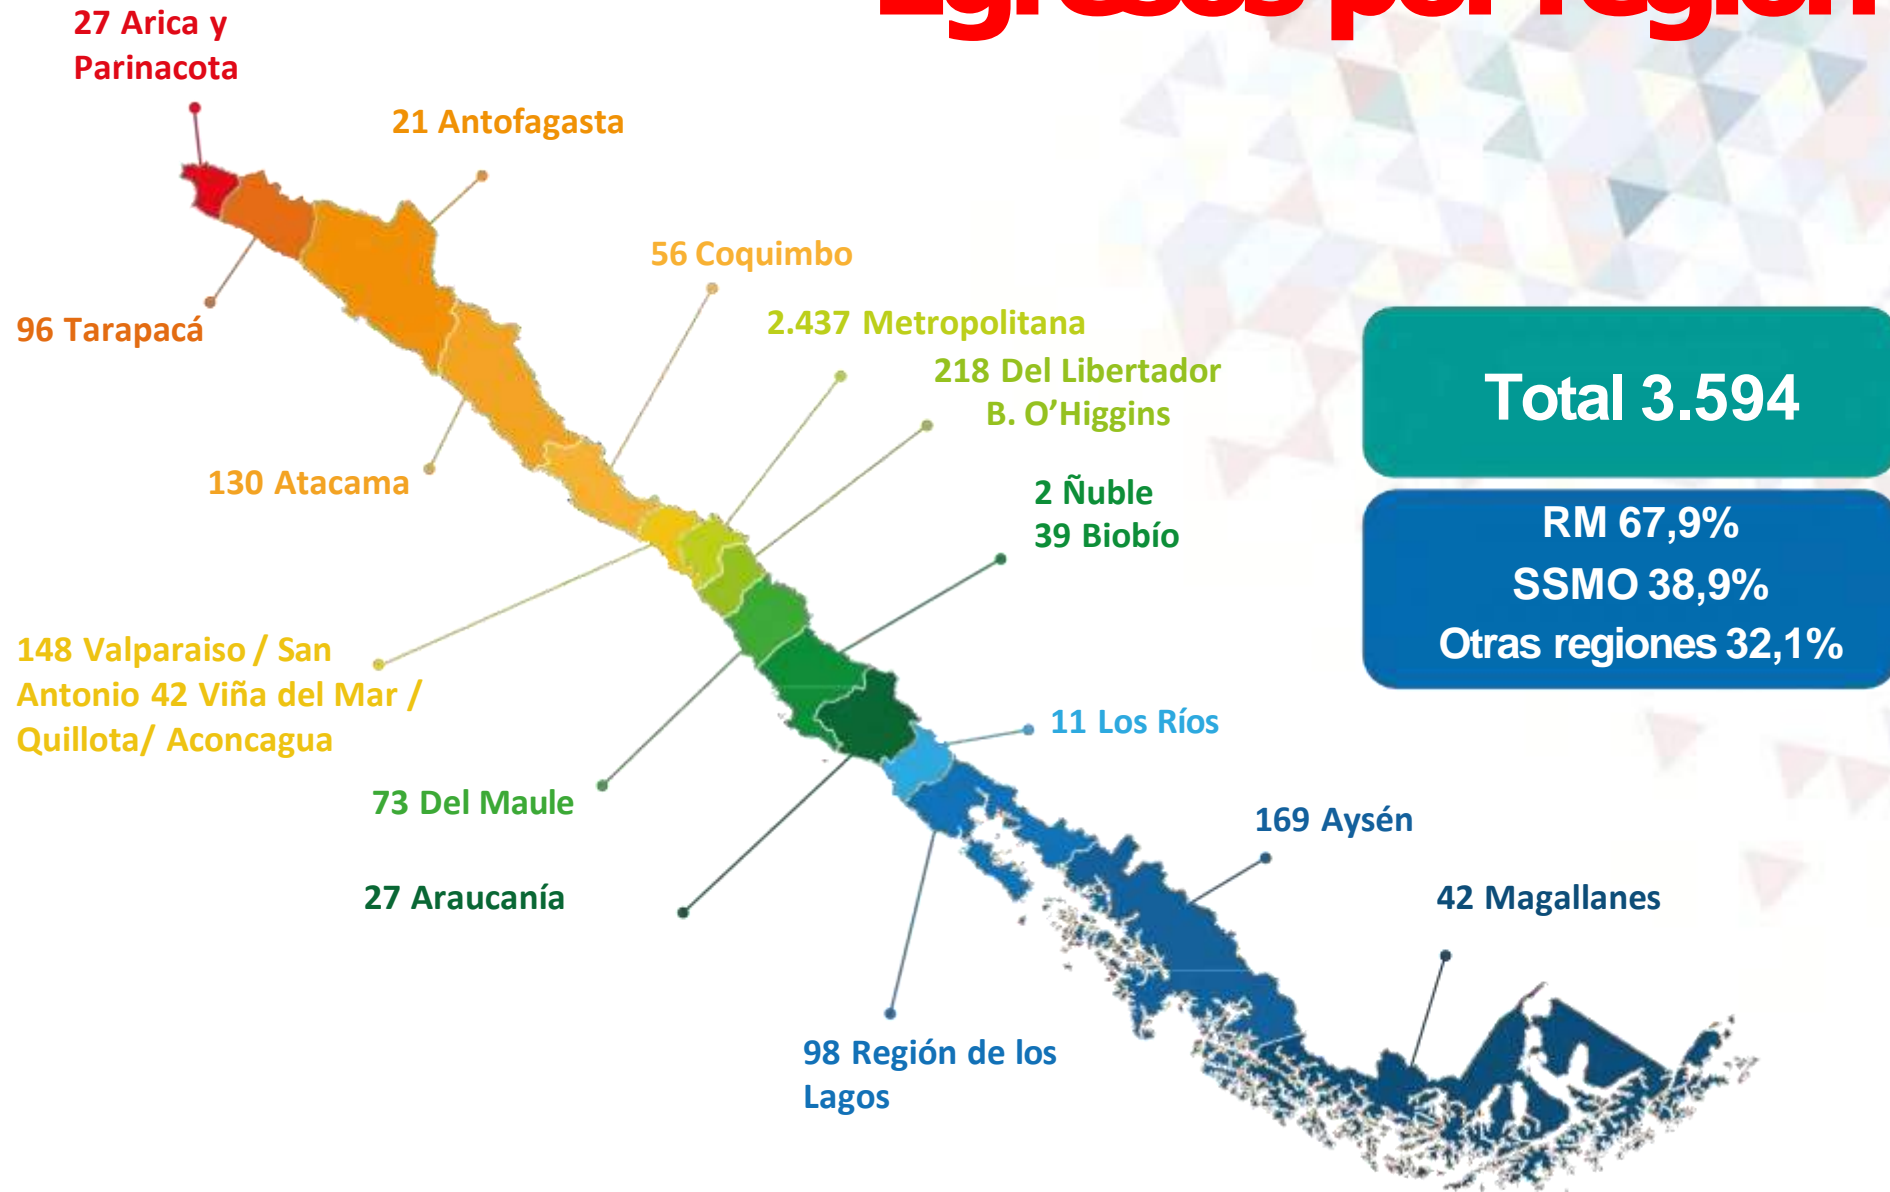 Egresos por región
27 Arica y
Parinacota
21 Antofagasta
56 Coquimbo
96 Tarapacá
2.437 Metropolitana
218 Del Libertador
B. O’Higgins
130 Atacama
2 Ñuble
39 Biobío
Total 3.594
RM 67,9%
SSMO 38,9%
Otras regiones 32,1%
148 Valparaiso / San
Antonio 42 Viña del Mar /
Quillota/ Aconcagua
11 Los Ríos
73 Del Maule
169 Aysén
27 Araucanía
42 Magallanes
98 Región de los
Lagos